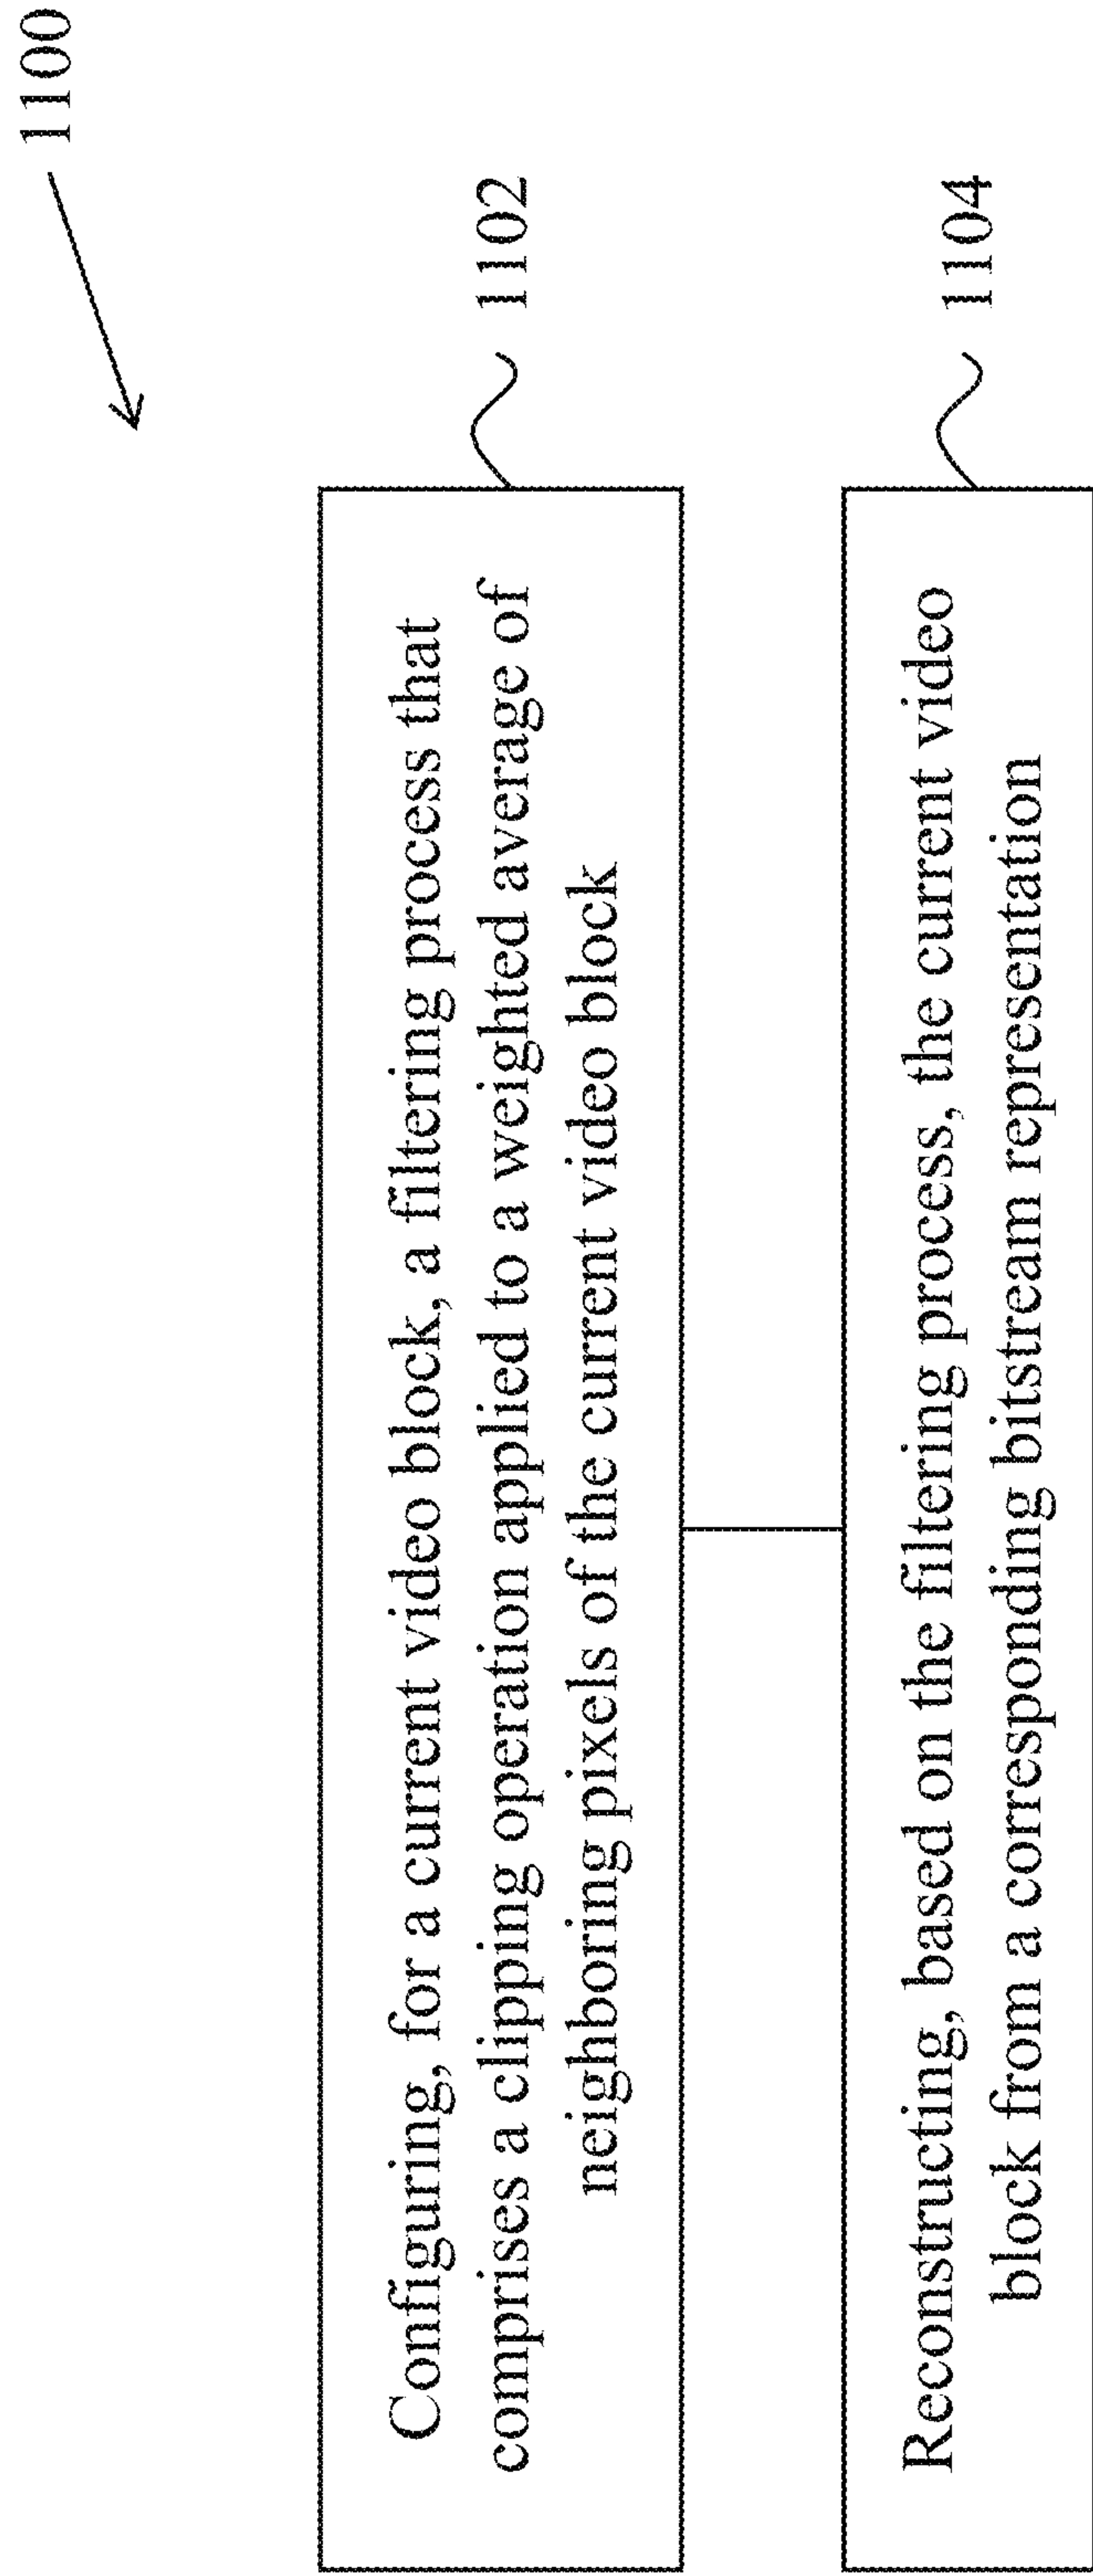 1100
Configuring, for a current video block, a filtering process that
comprises a clipping operation applied to a weighted average of
neighboring pixels of the current video block
1102
Reconstructing, based on the filtering process, the current video
block from a corresponding bitstream representation
1104